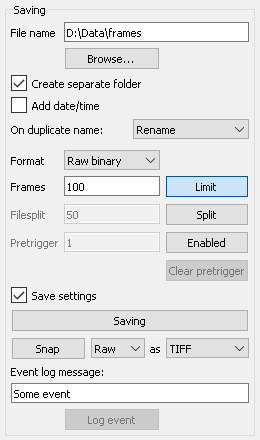 Saving
File name D:\Data\frames
Browse...
Create separate folder
Add date/time
On duplicate name: Rename
Format Raw binary
Frames 100 Limit
Filesplit 50 Split
Pretrigger 1 Enabled
Clear pretrigger
Save settings
Saving
Snap Raw as TIFF
Event log message:
Some event
Log event